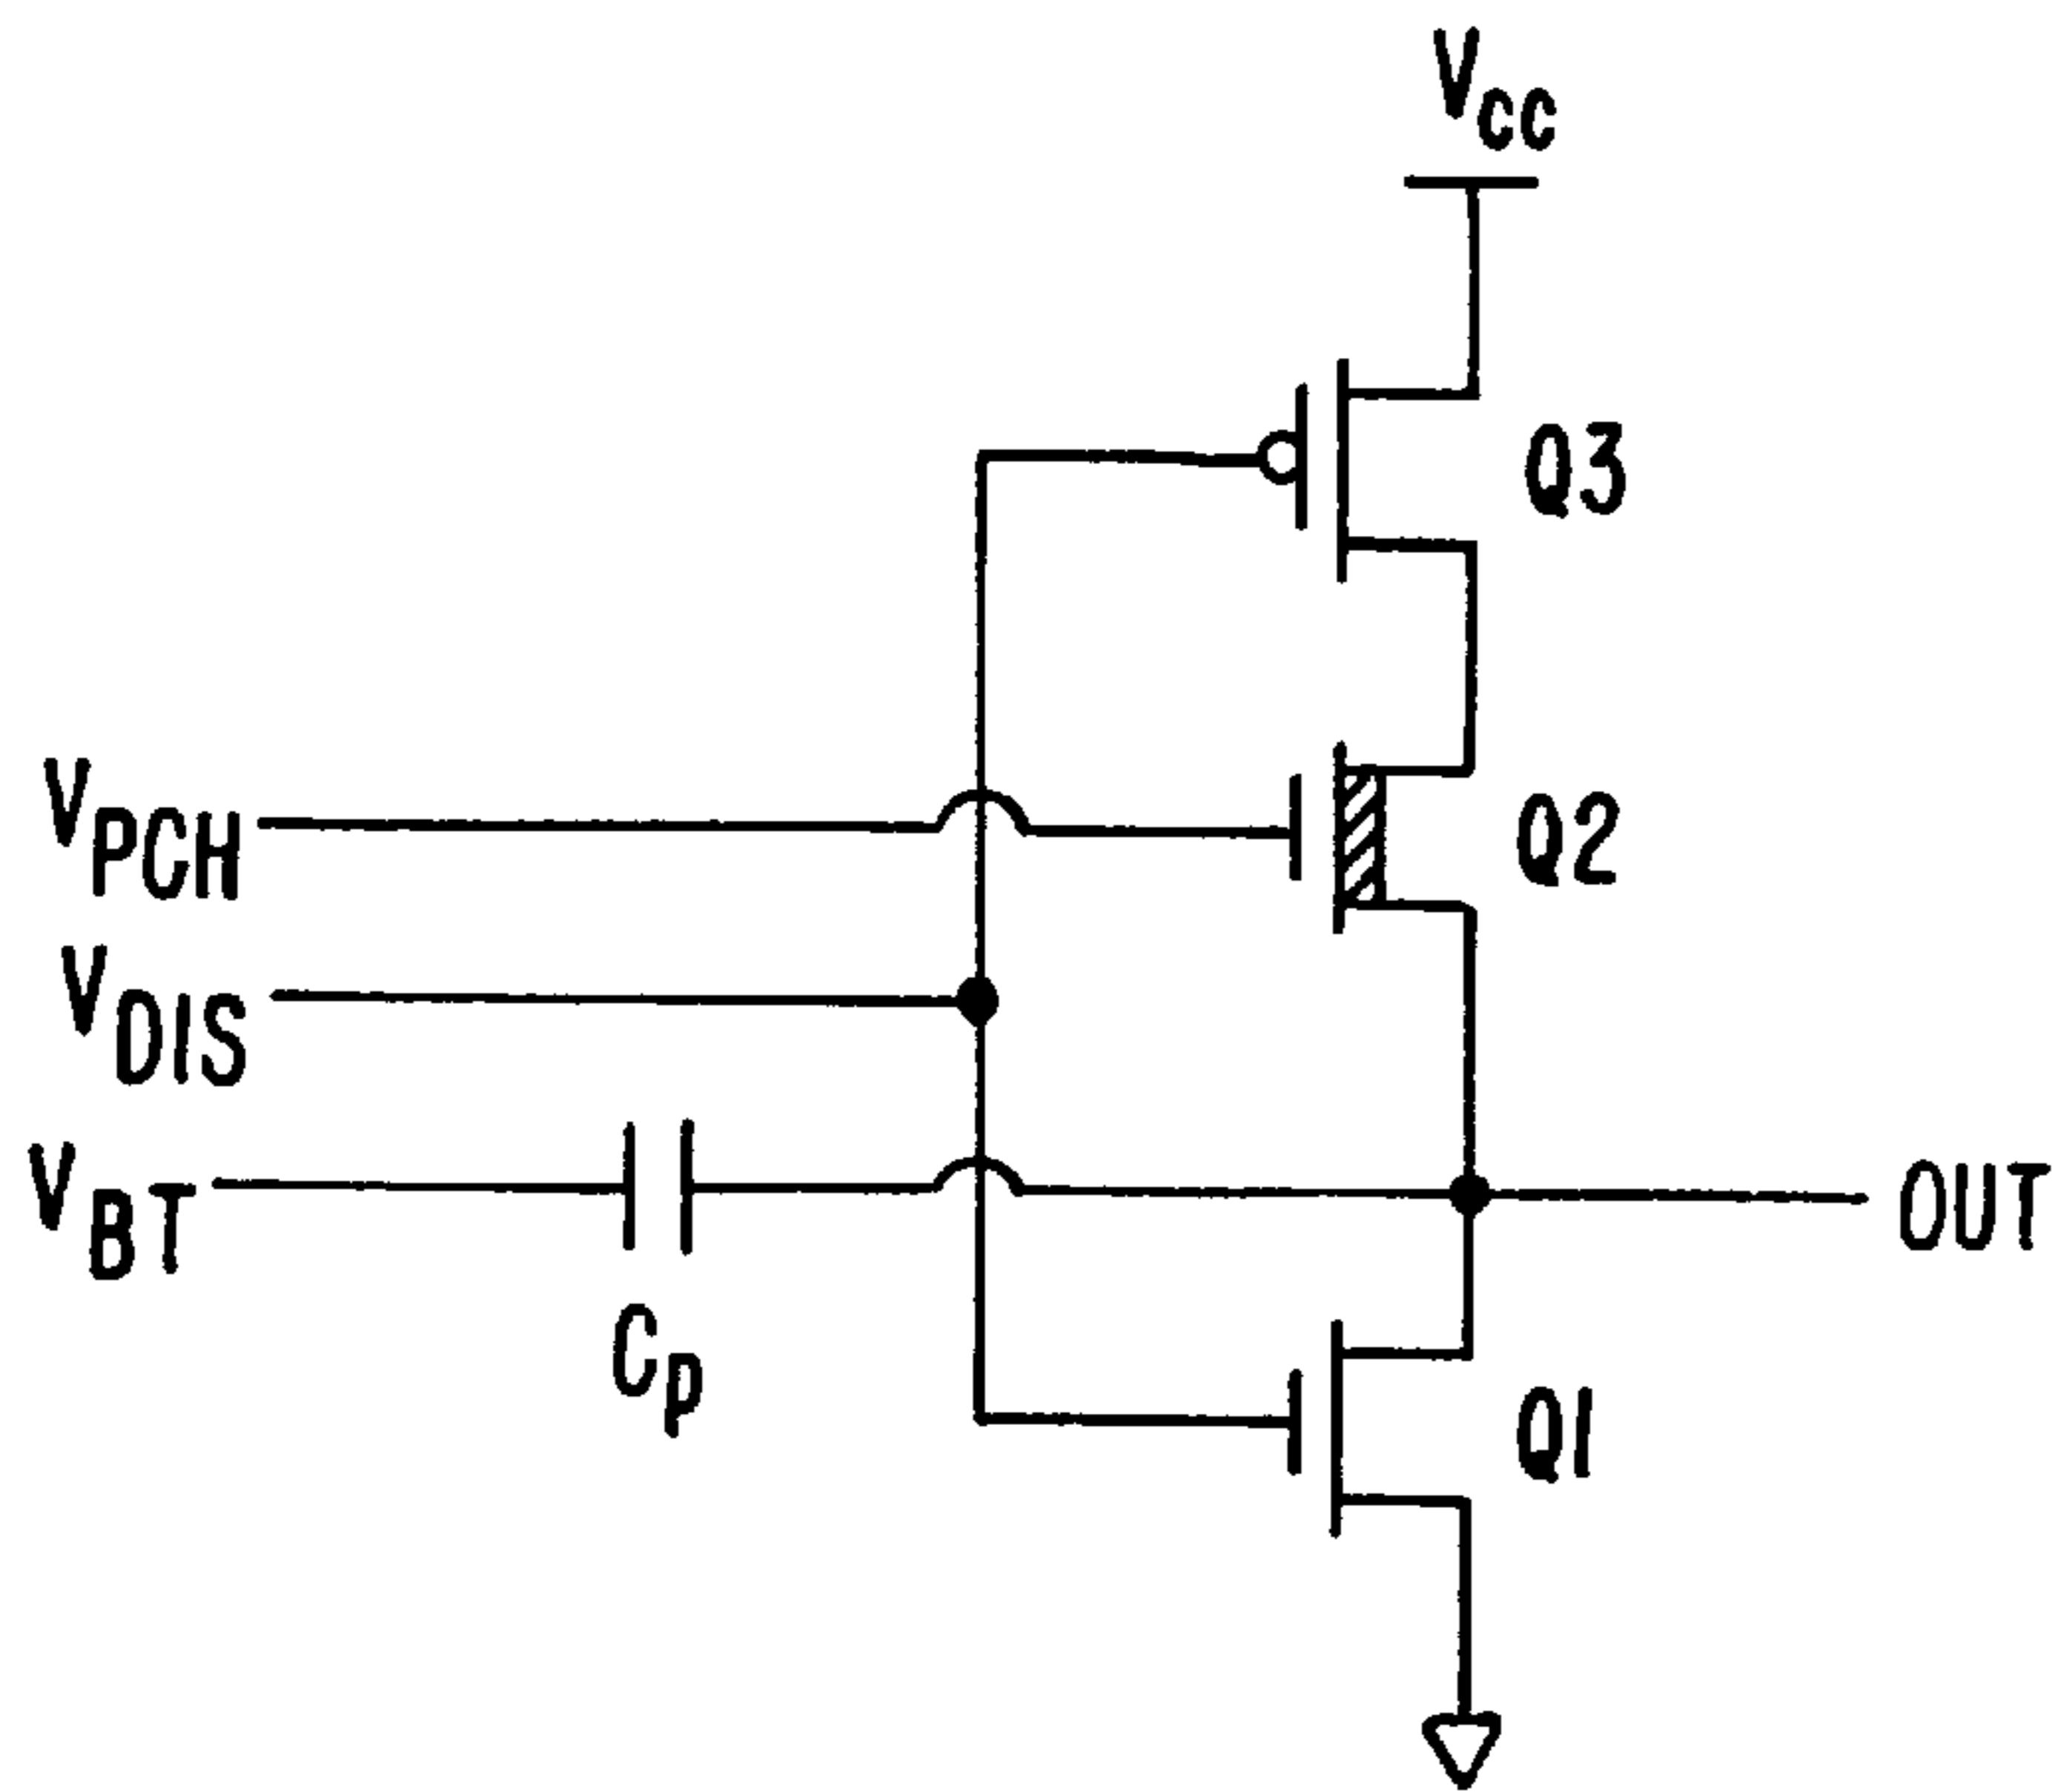 Vcc
Q3
VPCH
Q2
VDIS
VBT
OUT
Cp
Q1